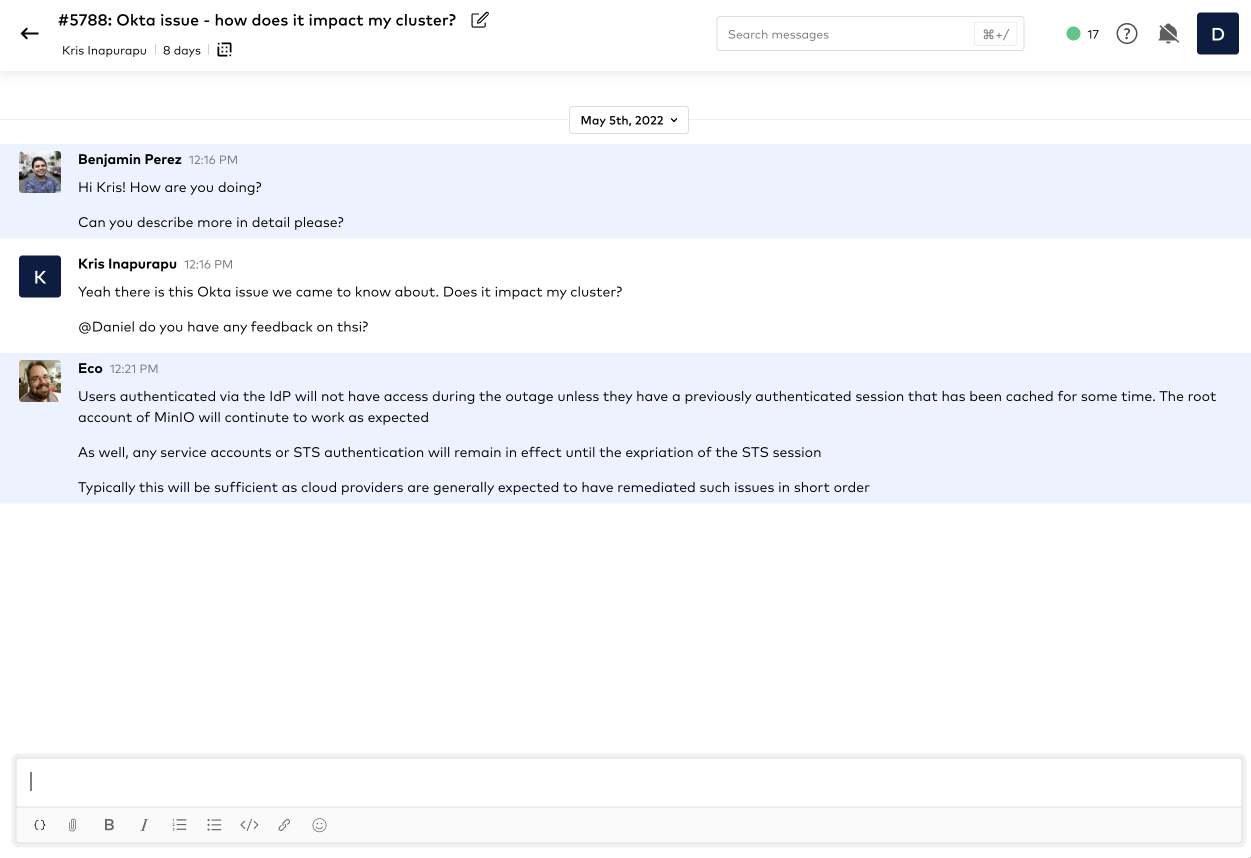 #5788: Okta issue - how does it impact my cluster?
Kris Inapurapu 8 days
Search messages ⌘+/
17
D
May 5th, 2022
Benjamin Perez 12:16 PM
Hi Kris! How are you doing?
Can you describe more in detail please?
K
Kris Inapurapu 12:16 PM
Yeah there is this Okta issue we came to know about. Does it impact my cluster?
@Daniel do you have any feedback on thsi?
Eco 12:21 PM
Users authenticated via the IdP will not have access during the outage unless they have a previously authenticated session that has been cached for some time. The root
account of MinIO will continute to work as expected
As well, any service accounts or STS authentication will remain in effect until the expriation of the STS session
Typically this will be sufficient as cloud providers are generally expected to have remediated such issues in short order
{} B I </>